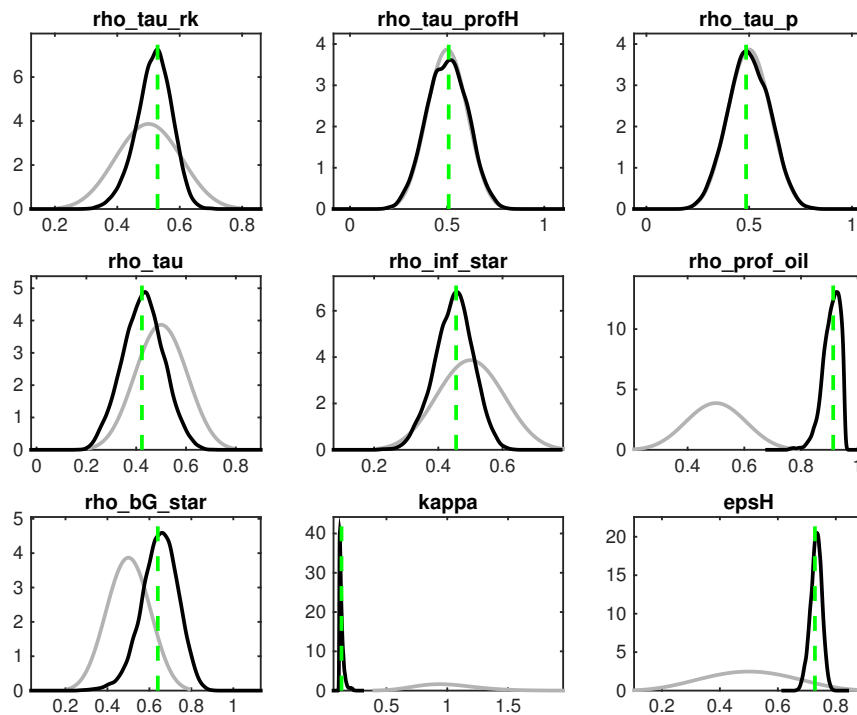 rho_tau_rk rho_tau_profH rho_tau_p
6 4 4
4 3 3
2 2 2
0 1 1
0 0
0.2 0.4 0.6 0.8 0 0.5 1 0 0.5 1
rho_tau rho_inf_star rho_prof_oil
5 6 10
4 4 5
3 2 0
2 0
1
0
0 0.2 0.4 0.6 0.8 0.2 0.4 0.6 0.4 0.6 0.8 1
rho_bG_star kappa epsH
5 40 20
4 30 15
3 20 10
2 10 5
1 0 0
0
0.2 0.4 0.6 0.8 1 0.5 1 1.5 0.2 0.4 0.6 0.8